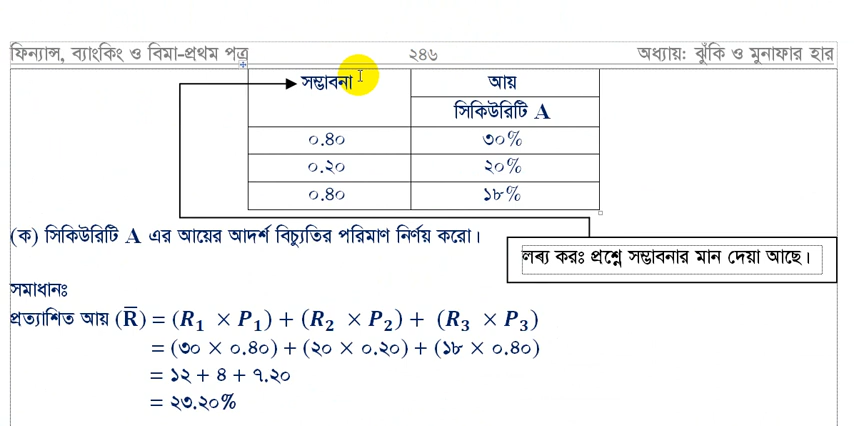 ফিন্যান্স, ব্যাংকিং ও বিমা-প্রথম পত্র ২৪৬ অধ্যায়: ঝুঁকি ও মুনাফার হার
সম্ভাবনা আয়
সিকিউরিটি A
০.৪০ ৩০%
০.২০ ২০%
০.৪০ ১৮%
(ক) সিকিউরিটি A এর আয়ের আদর্শ বিচ্যুতির পরিমাণ নির্ণয় করো।
লৰ্য করঃ প্রশ্নে সম্ভাবনার মান দেয়া আছে।
সমাধানঃ
প্রত্যাশিত আয় (R̅) = (R₁ × P₁) + (R₂ × P₂) + (R₃ × P₃)
= (৩০ × ০.৪০) + (২০ × ০.২০) + (১৮ × ০.৪০)
= ১২ + ৪ + ৭.২০
= ২৩.২০%